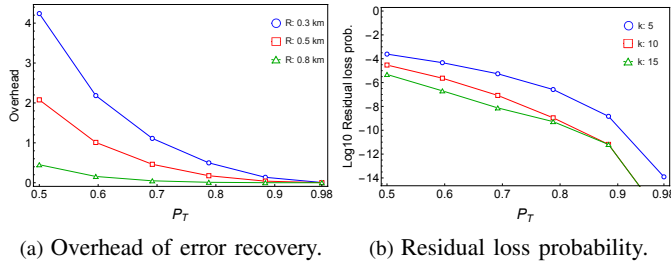 4
3
2
1
0
Overhead
R: 0.3 km
R: 0.5 km
R: 0.8 km
0.5 0.6 0.7 0.8 0.9 0.98
P_T
(a) Overhead of error recovery.
0
-2
-4
-6
-8
-10
-12
-14
Log10 Residual loss prob.
k: 5
k: 10
k: 15
0.5 0.6 0.7 0.8 0.9 0.98
P_T
(b) Residual loss probability.